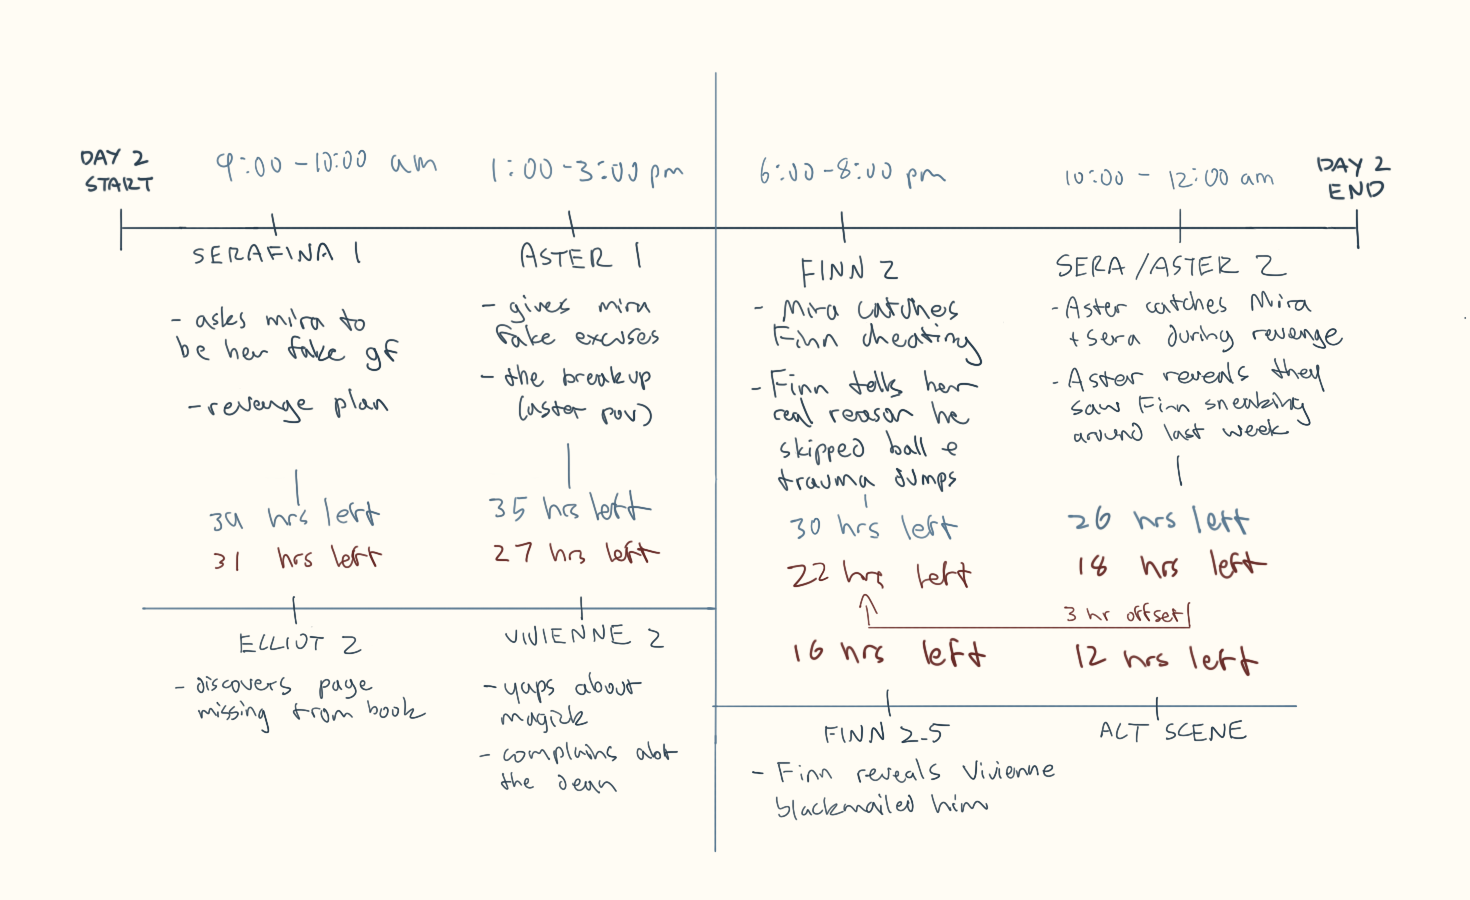 DAY 2
START
9:00 - 10:00 am
1:00 - 3:00 pm
6:00 - 8:00 pm
10:00 - 12:00 am
DAY 2
END
SERAFINA 1
- asks mira to
be her fake gf
- revenge plan
39 hrs left
31 hrs left
ASTER 1
- gives mira
fake excuses
- the breakup
(aster pov)
35 hrs left
27 hrs left
FINN 2
- Mira catches
Finn cheating
- Finn tells her
real reason he
skipped ball &
trauma dumps
30 hrs left
22 hrs left
16 hrs left
SERA/ASTER 2
- Aster catches Mira
+ Sera during revenge
- Aster reveals they
saw Finn sneaking
around last week
26 hrs left
18 hrs left
3 hr offset
12 hrs left
ELLIOT 2
- discovers page
missing from book
VIVIENNE 2
- yaps about
magick
- complains abt
the dean
FINN 2.5
- Finn reveals Vivienne
blackmailed him
ALT SCENE